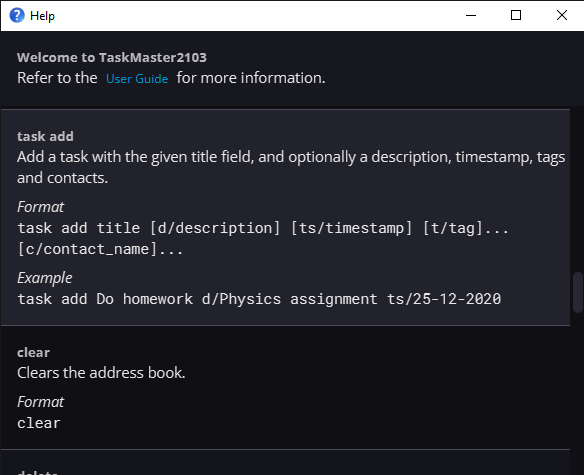 Help
Welcome to TaskMaster2103
Refer to the User Guide for more information.
task add
Add a task with the given title field, and optionally a description, timestamp, tags
and contacts.
Format
task add title [d/description] [ts/timestamp] [t/tag]...
[c/contact_name]...
Example
task add Do homework d/Physics assignment ts/25-12-2020
clear
Clears the address book.
Format
clear